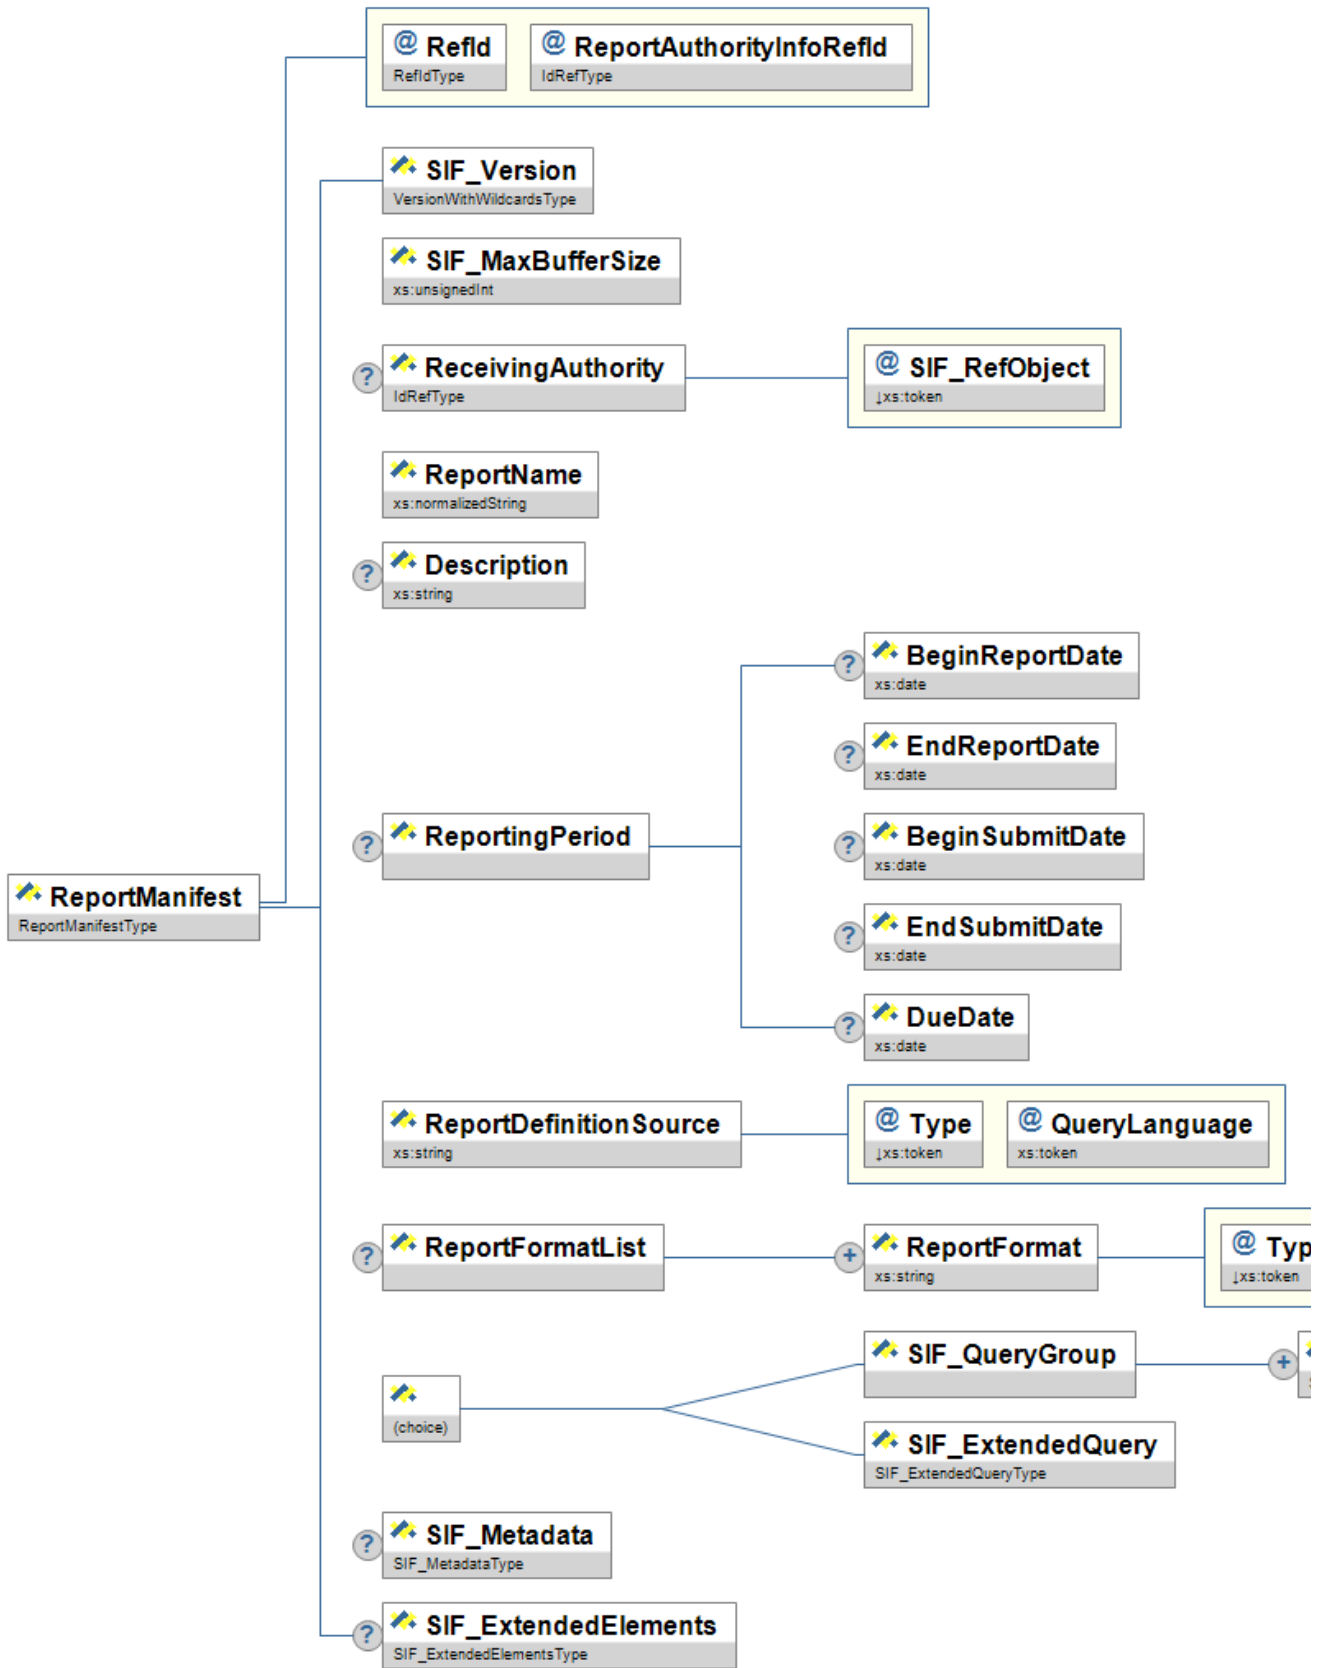 @ RefId
RefIdType
@ ReportAuthorityInfoRefId
IdRefType
SIF_Version
VersionWithWildcardsType
SIF_MaxBufferSize
xs:unsignedInt
? ReceivingAuthority
IdRefType
@ SIF_RefObject
↓xs:token
ReportName
xs:normalizedString
? Description
xs:string
? BeginReportDate
xs:date
? EndReportDate
xs:date
? ReportingPeriod
? BeginSubmitDate
xs:date
ReportManifest
ReportManifestType
? EndSubmitDate
xs:date
? DueDate
xs:date
ReportDefinitionSource
xs:string
@ Type
↓xs:token
@ QueryLanguage
xs:token
? ReportFormatList
+ ReportFormat
xs:string
@ Typ
↓xs:token
SIF_QueryGroup
+
(choice)
SIF_ExtendedQuery
SIF_ExtendedQueryType
? SIF_Metadata
SIF_MetadataType
? SIF_ExtendedElements
SIF_ExtendedElementsType